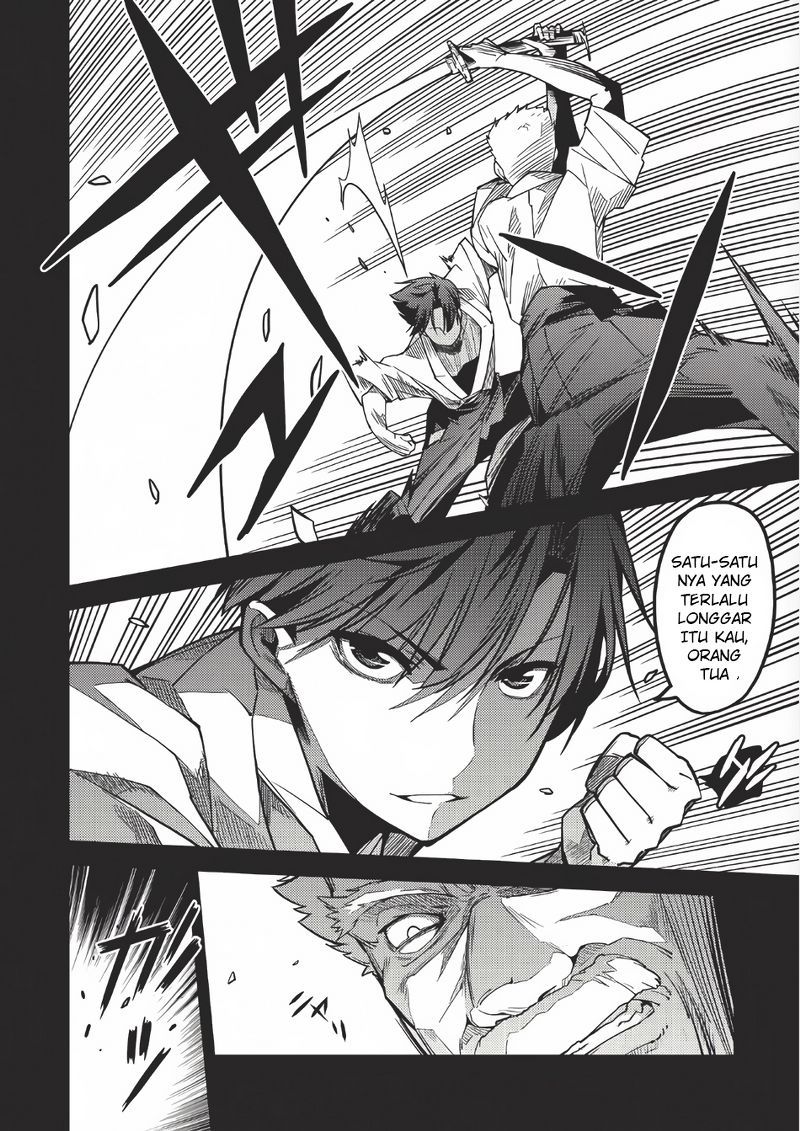 SATU-SATU
NYA YANG
TERLALU
LONGGAR
ITU KAU,
ORANG
TUA .